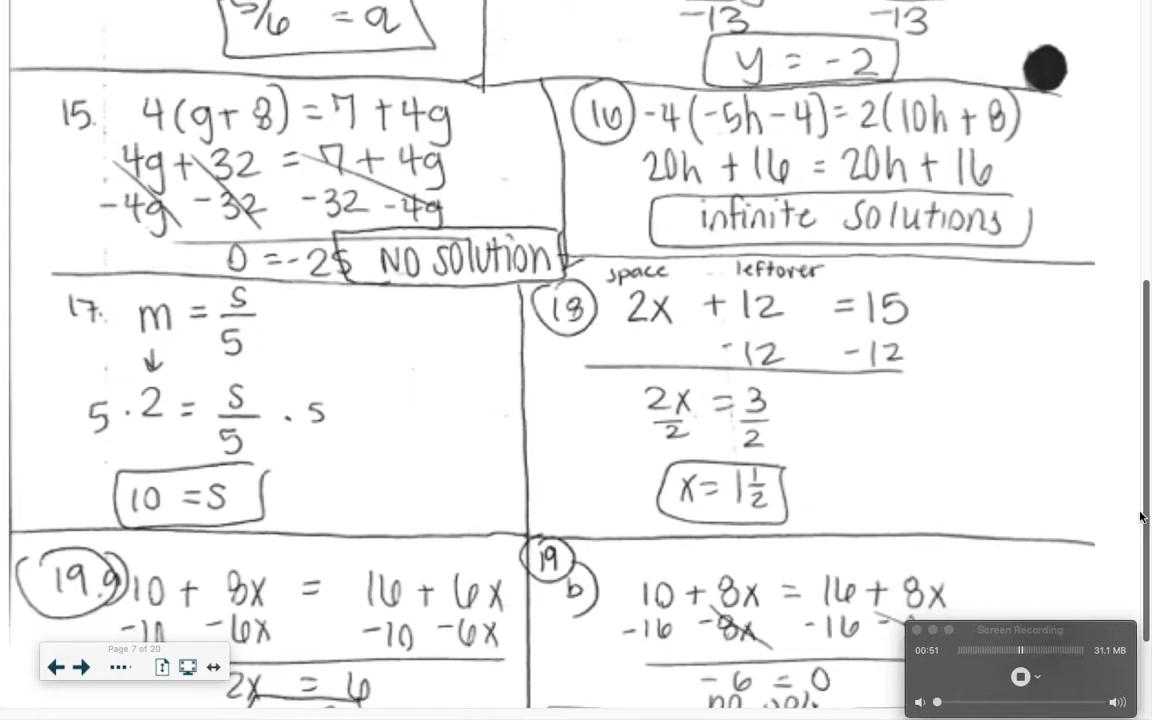 5/6 = a
-13 -13
y = -2
15. 4(g+8) = 7 + 4g
4g + 32 = 7 + 4g
-4g -32 -32 -4g
0 = -25 NO SOLUTION
16 -4(-5h-4) = 2(10h + 8)
20h + 16 = 20h + 16
infinite solutions
17. m = s/5
↓
5 · 2 = s/5 · 5
10 = s
18 space leftover
2x + 12 = 15
-12 -12
2x/2 = 3/2
x = 1 1/2
19.a) 10 + 8x = 16 + 6x
-10 -6x -10 -6x
2x = 6
19 b) 10 + 8x = 16 + 8x
-16 -8x -16 -
-6 = 0
Page 7 of 20
Screen Recording
00:51 31.1 MB